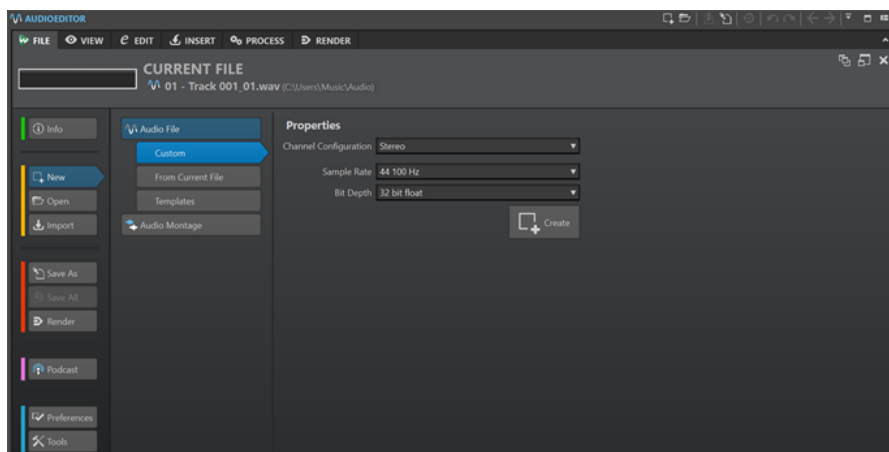 AUDIOEDITOR
FILE VIEW EDIT INSERT PROCESS RENDER
CURRENT FILE
01 - Track 001_01.wav (C:\Users\Music\Audio)
Info
New
Open
Import
Save As
Save All
Render
Podcast
Preferences
Tools
Audio File
Custom
From Current File
Templates
Audio Montage
Properties
Channel Configuration Stereo
Sample Rate 44 100 Hz
Bit Depth 32 bit float
Create